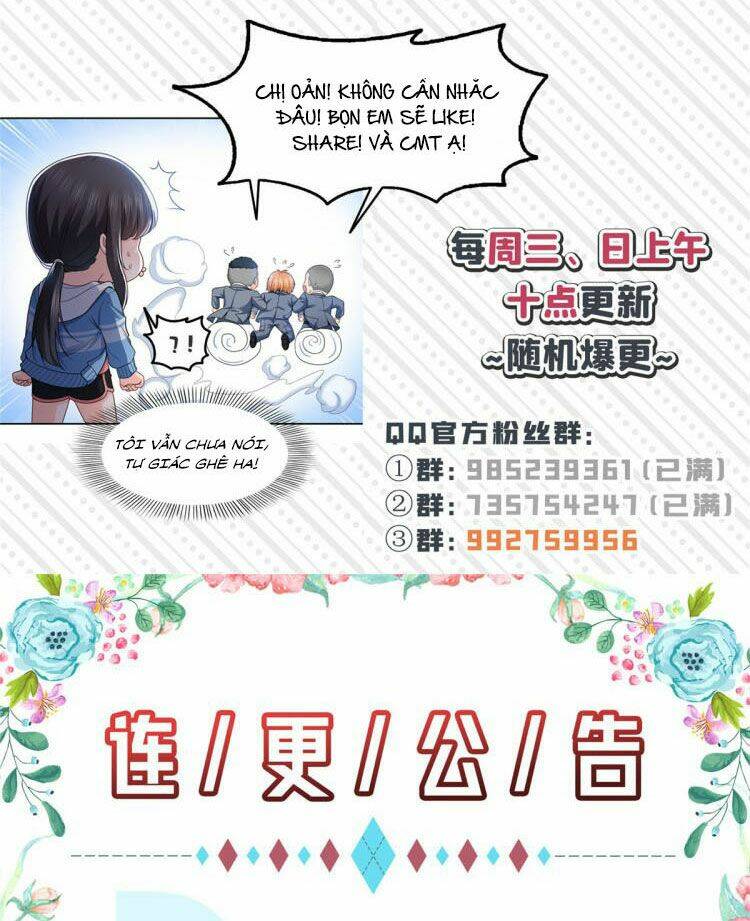 CHỊ OẢN! KHÔNG CẦN NHẮC
ĐÂU! BỌN EM SẼ LIKE!
SHARE! VÀ CMT Ạ!
?!
TÔI VẪN CHƯA NÓI,
TỰ GIÁC GHÊ HA!
每周三、日上午
十点更新
~随机爆更~
QQ官方粉丝群:
①群: 985239361(已满)
②群: 735754247(已满)
③群: 992759956
连/更/公/告